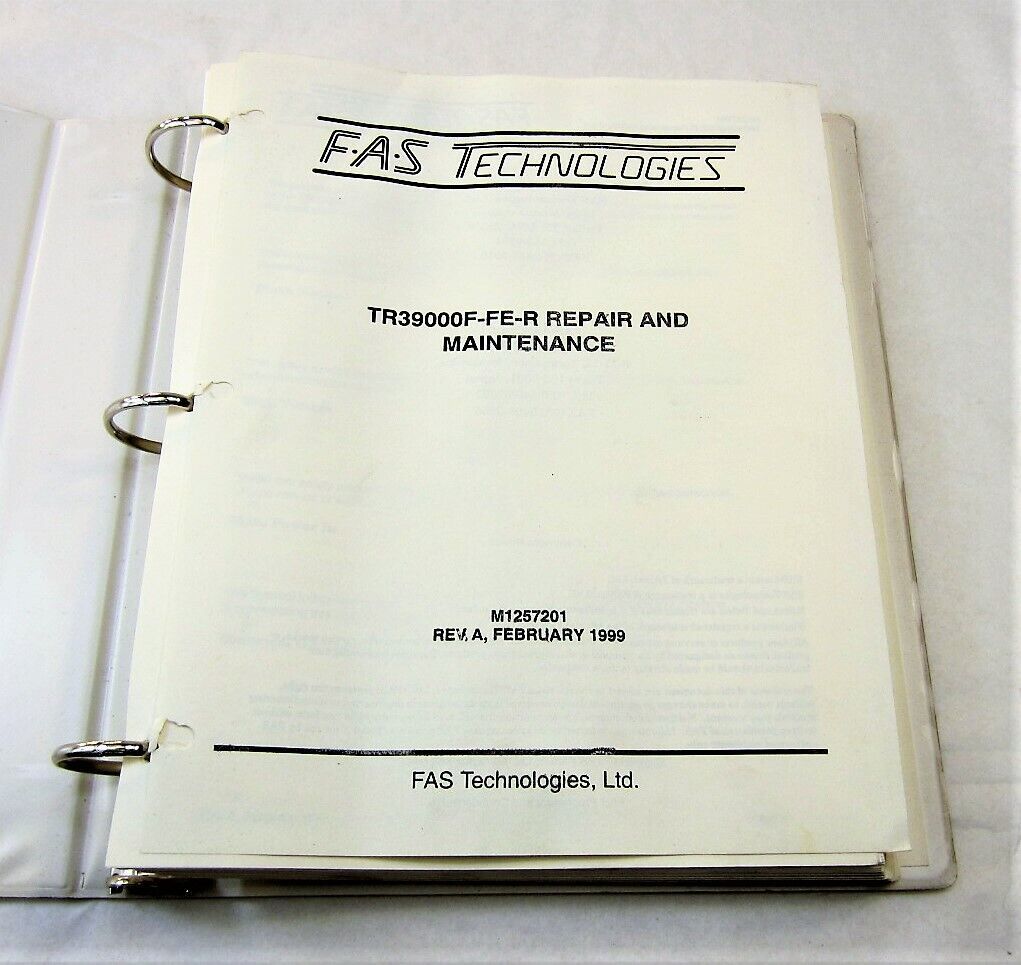 F·A·S TECHNOLOGIES
TR39000F-FE-R REPAIR AND
MAINTENANCE
M1257201
REV. A, FEBRUARY 1999
FAS Technologies, Ltd.